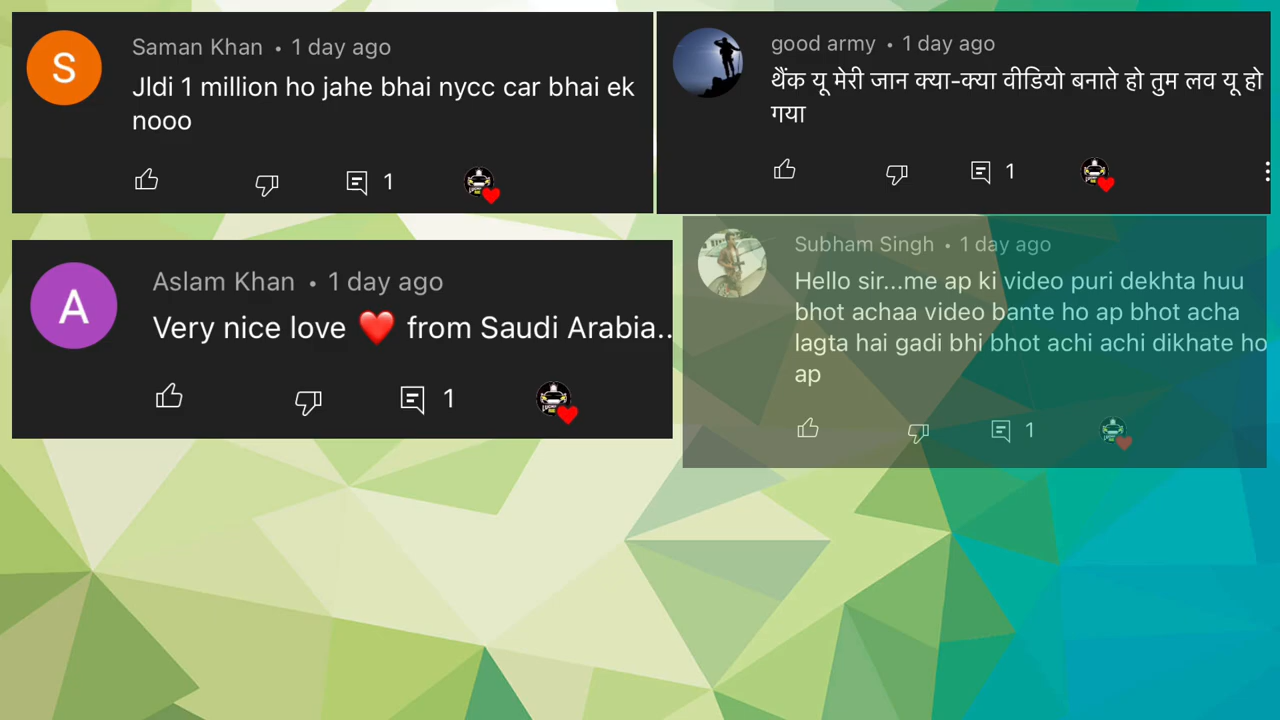 S
Saman Khan • 1 day ago
Jldi 1 million ho jahe bhai nycc car bhai ek
nooo
1
good army • 1 day ago
थैंक यू मेरी जान क्या-क्या वीडियो बनाते हो तुम लव यू हो
गया
1
A
Aslam Khan • 1 day ago
Very nice love ❤️ from Saudi Arabia..
1
Subham Singh • 1 day ago
Hello sir...me ap ki video puri dekhta huu
bhot achaa video bante ho ap bhot acha
lagta hai gadi bhi bhot achi achi dikhate ho
ap
1